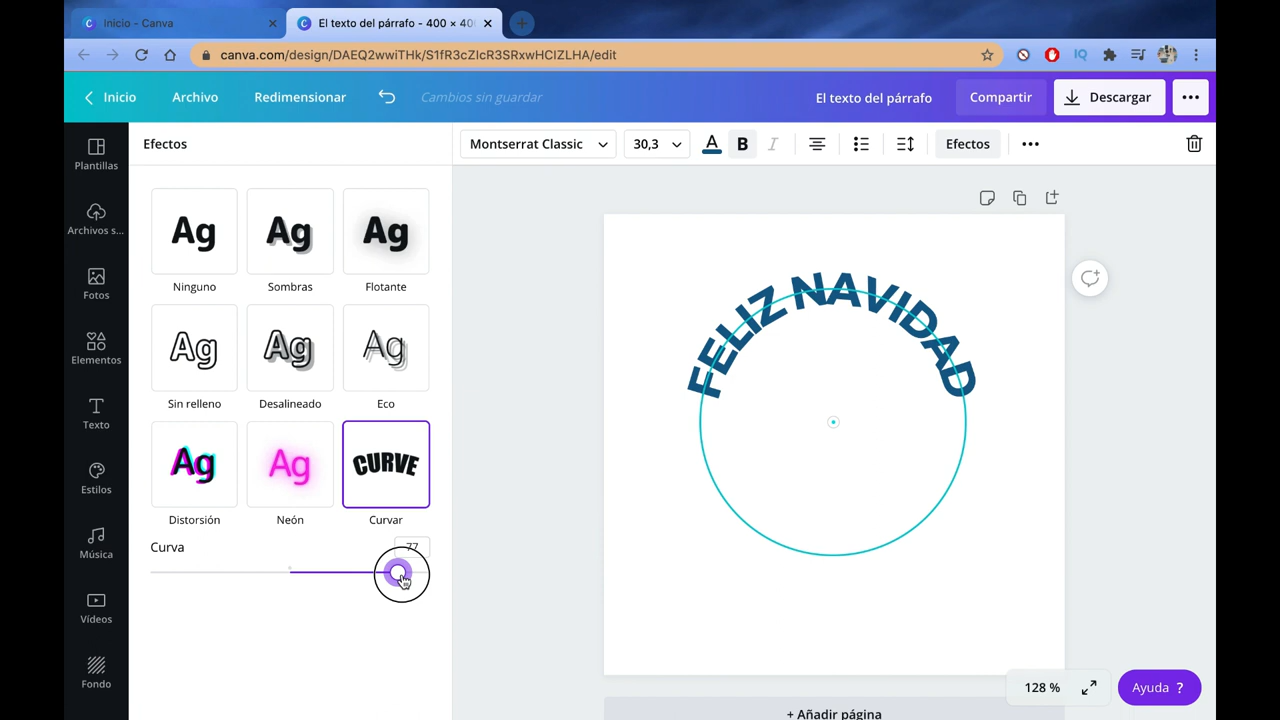 Inicio - Canva
El texto del párrafo - 400 × 40
canva.com/design/DAEQ2wwiTHk/S1fR3cZIcR3SRxwHCIZLHA/edit
Inicio
Archivo
Redimensionar
Cambios sin guardar
El texto del párrafo
Compartir
Descargar
Plantillas
Archivos s...
Fotos
Elementos
Texto
Estilos
Música
Vídeos
Fondo
Efectos
Montserrat Classic
30,3
A
B
I
Efectos
Ag
Ag
Ag
Ninguno
Sombras
Flotante
Ag
Ag
Ag
Sin relleno
Desalineado
Eco
Ag
Ag
CURVE
Distorsión
Neón
Curvar
Curva
77
FELIZ NAVIDAD
128 %
Ayuda ?
+ Añadir página